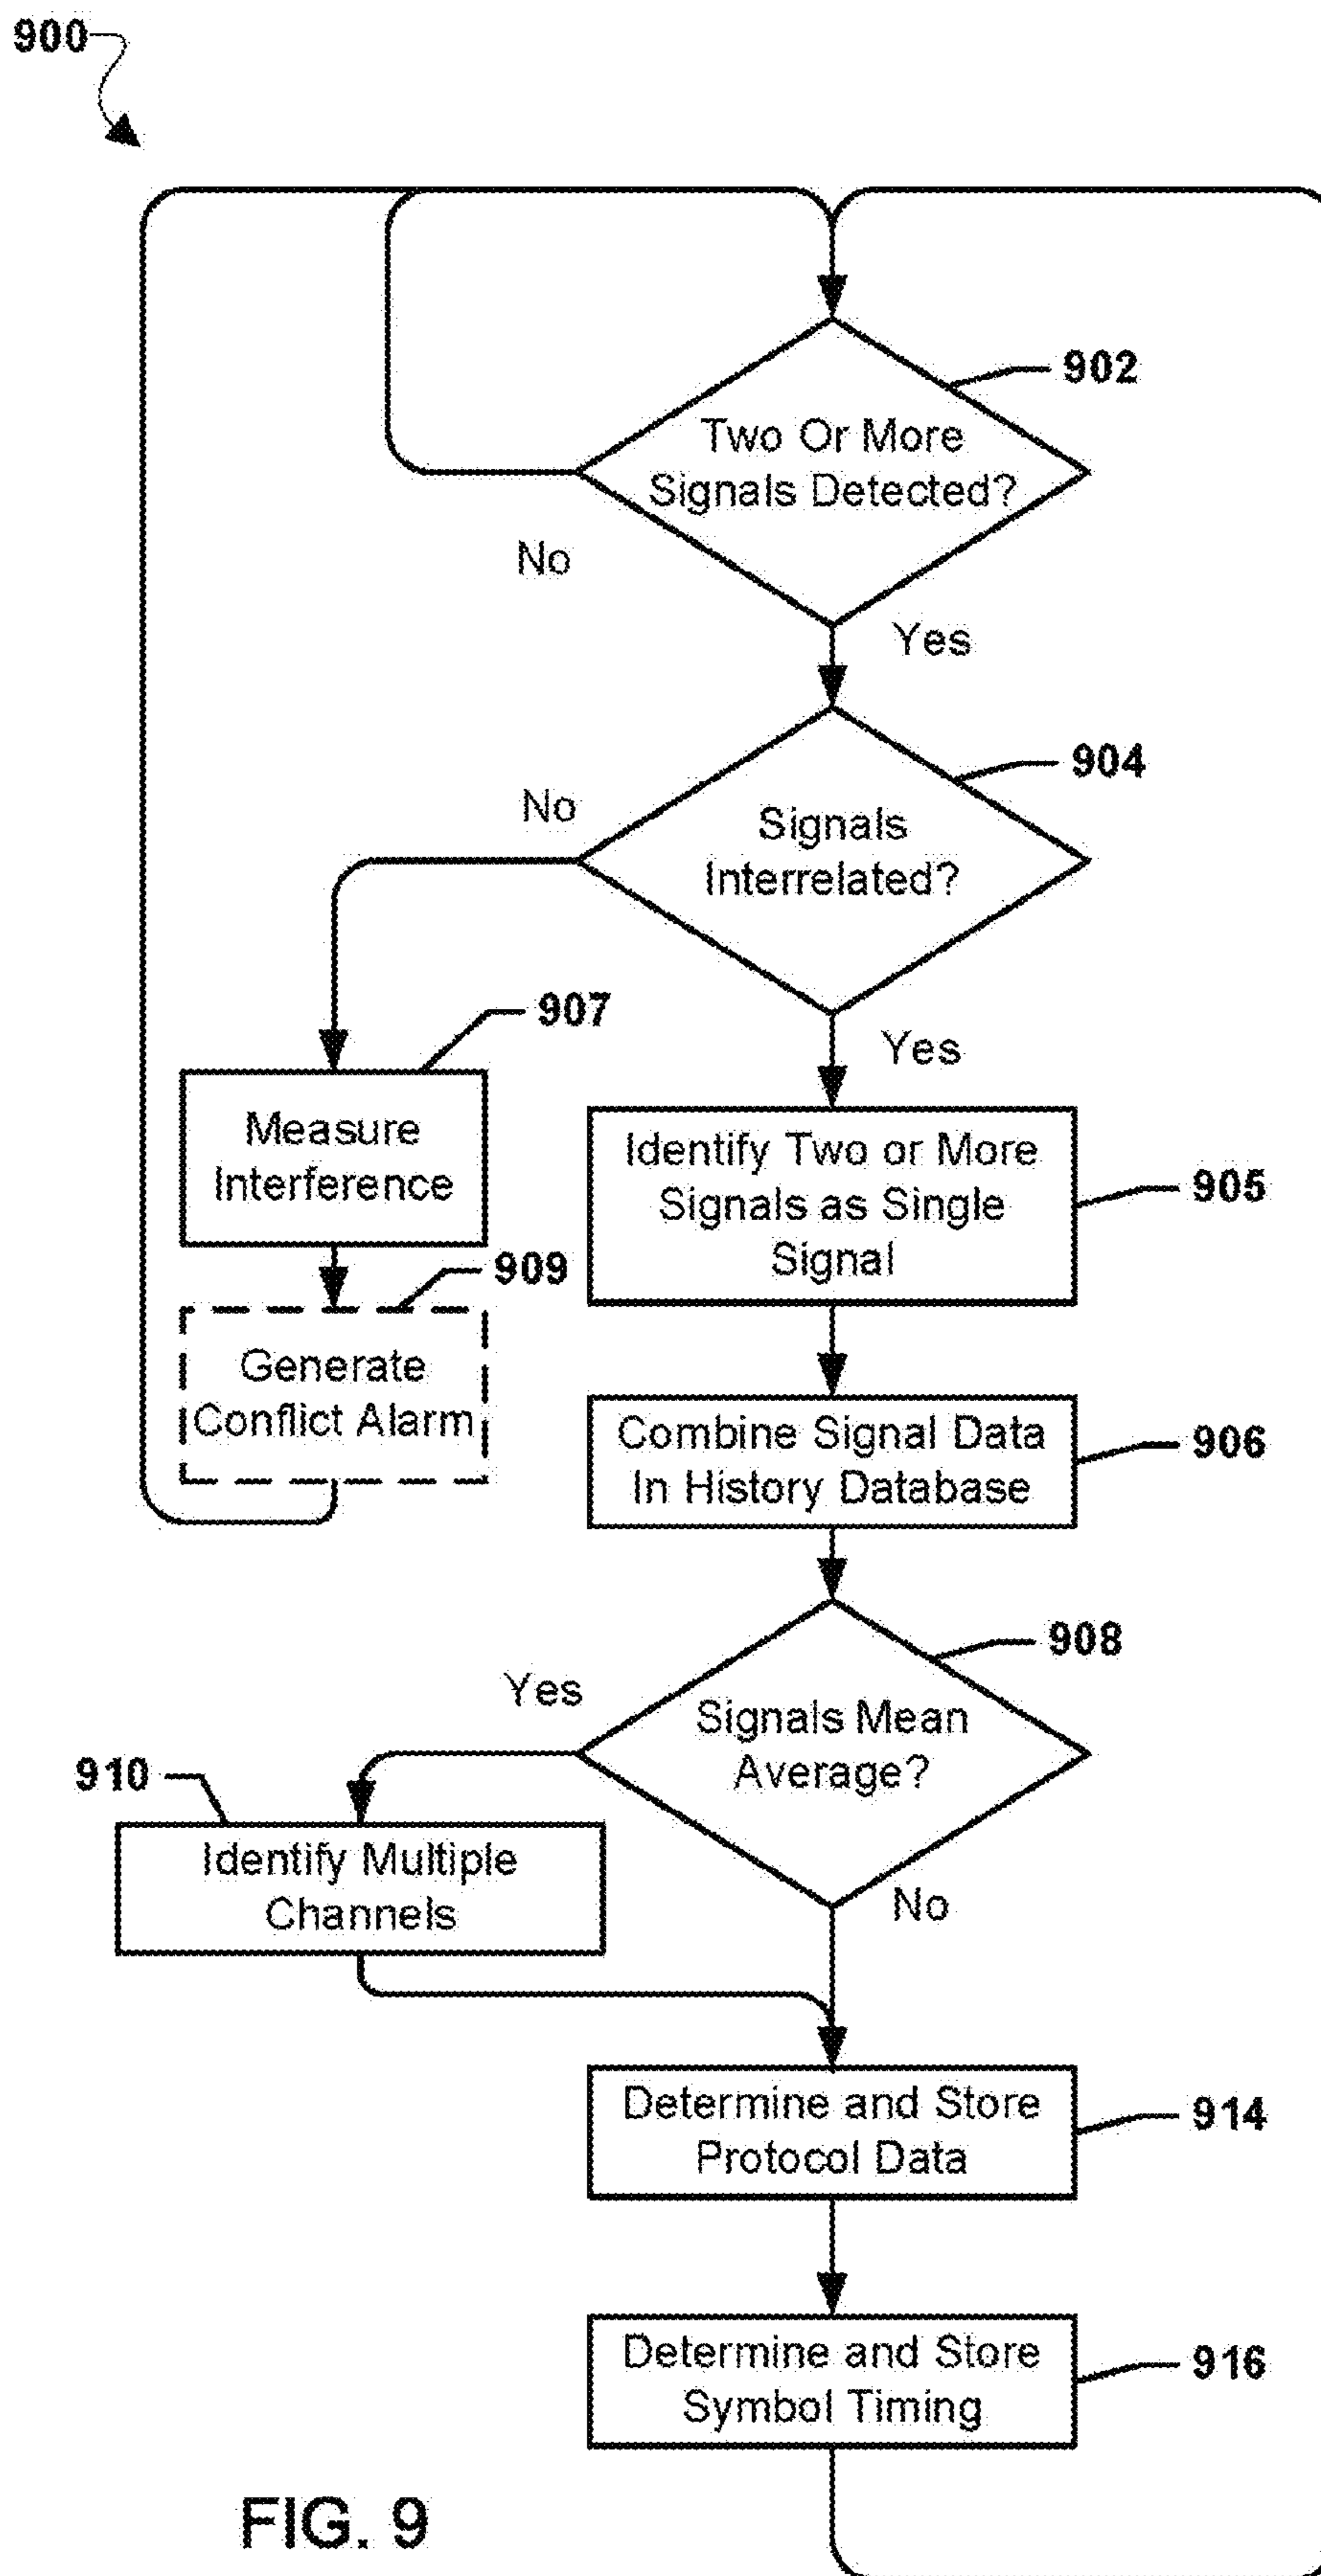 900
902
Two Or More
Signals Detected?
No
Yes
904
No
Signals
Interrelated?
907
Yes
Measure
Interference
Identify Two or More
Signals as Single
Signal
905
909
Generate
Conflict Alarm
Combine Signal Data
In History Database
906
908
Yes
Signals Mean
Average?
910
Identify Multiple
Channels
No
Determine and Store
Protocol Data
914
Determine and Store
Symbol Timing
916
FIG. 9